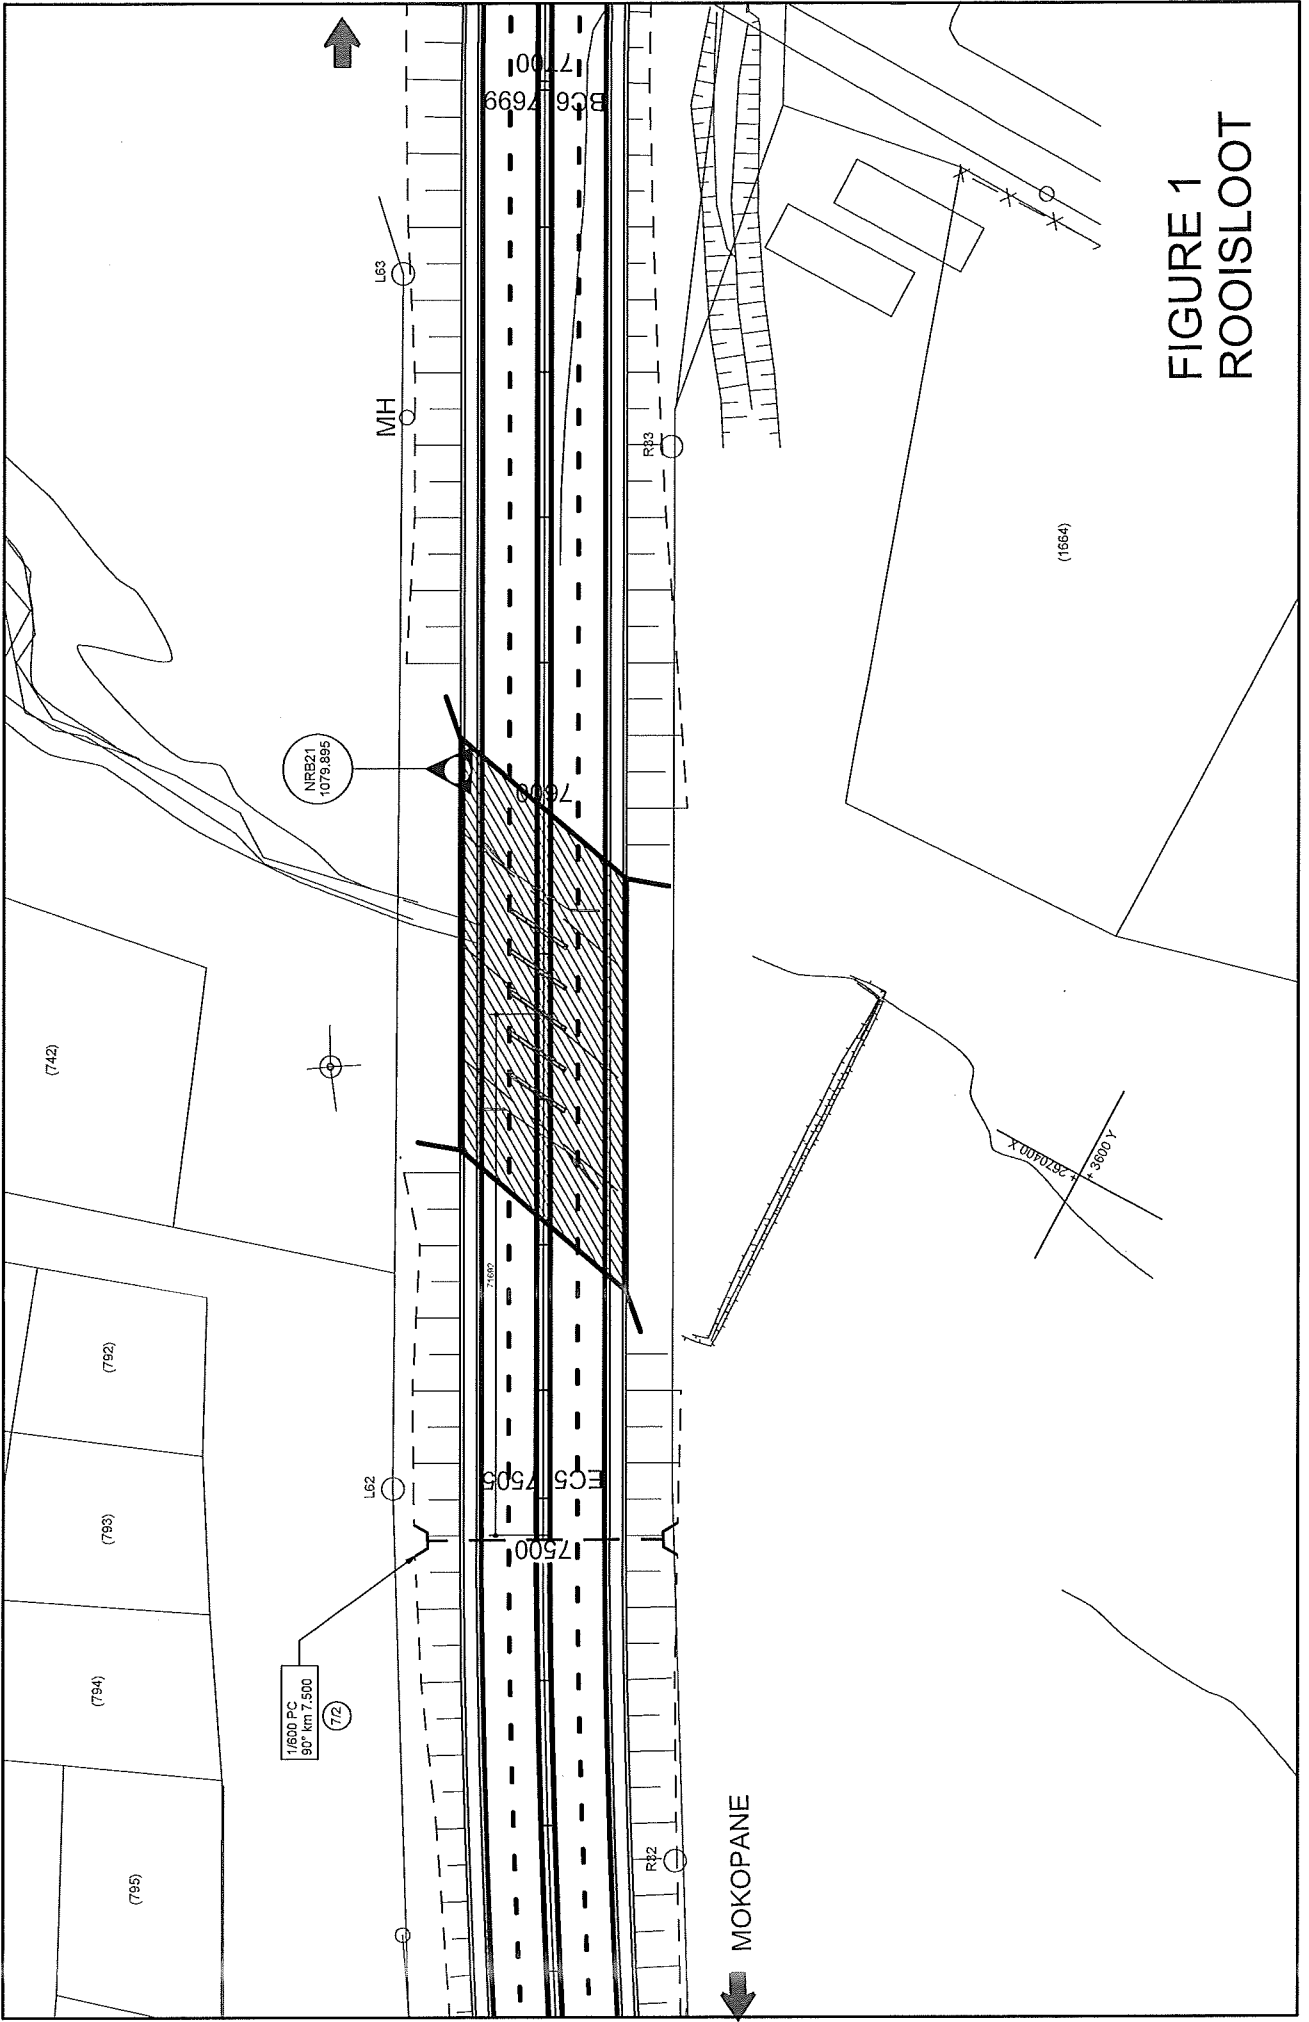 FIGURE 1
ROOISLOOT
MOKOPANE
(795)
(794)
(793)
(792)
(742)
(1664)
1/600 PC
90° km 7.500
7/2
L62
NRB21
1079.895
MH
L63
R32
R33
7500
EC5 7505
71692
7600
BC6 7699
7700
2670400 X
3600 Y